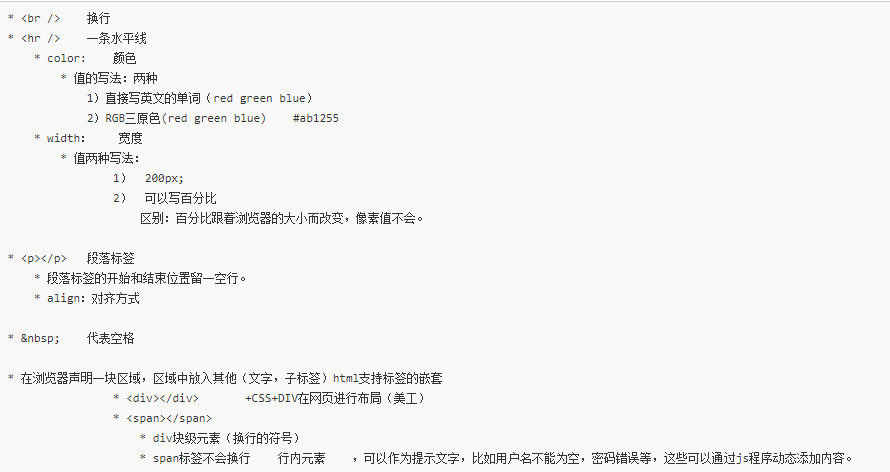 * <br />    换行
* <hr />    一条水平线
    * color:    颜色
        * 值的写法：两种
            1）直接写英文的单词（red green blue）
            2）RGB三原色(red green blue)    #ab1255
    * width:     宽度
        * 值两种写法：
                1）  200px;
                2）  可以写百分比
                    区别：百分比跟着浏览器的大小而改变，像素值不会。
* <p></p>   段落标签
    * 段落标签的开始和结束位置留一空行。
    * align：对齐方式
* &nbsp;    代表空格
* 在浏览器声明一块区域，区域中放入其他（文字，子标签）html支持标签的嵌套
                * <div></div>       +CSS+DIV在网页进行布局（美工）
                * <span></span>
                    * div块级元素（换行的符号）
                    * span标签不会换行    行内元素    ，可以作为提示文字，比如用户名不能为空，密码错误等，这些可以通过js程序动态添加内容。